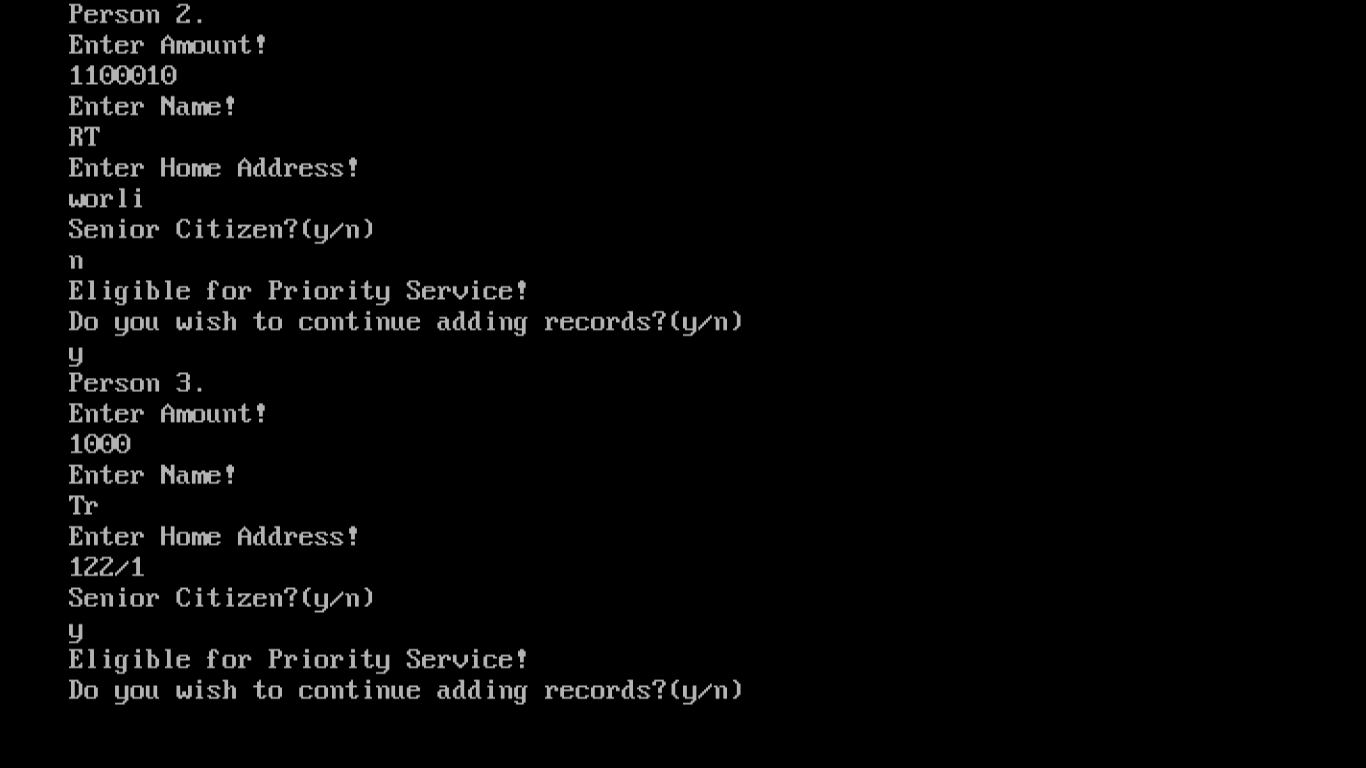 Person 2.
Enter Amount!
1100010
Enter Name!
RT
Enter Home Address!
worli
Senior Citizen?(y/n)
n
Eligible for Priority Service!
Do you wish to continue adding records?(y/n)
y
Person 3.
Enter Amount!
1000
Enter Name!
Tr
Enter Home Address!
122/1
Senior Citizen?(y/n)
y
Eligible for Priority Service!
Do you wish to continue adding records?(y/n)